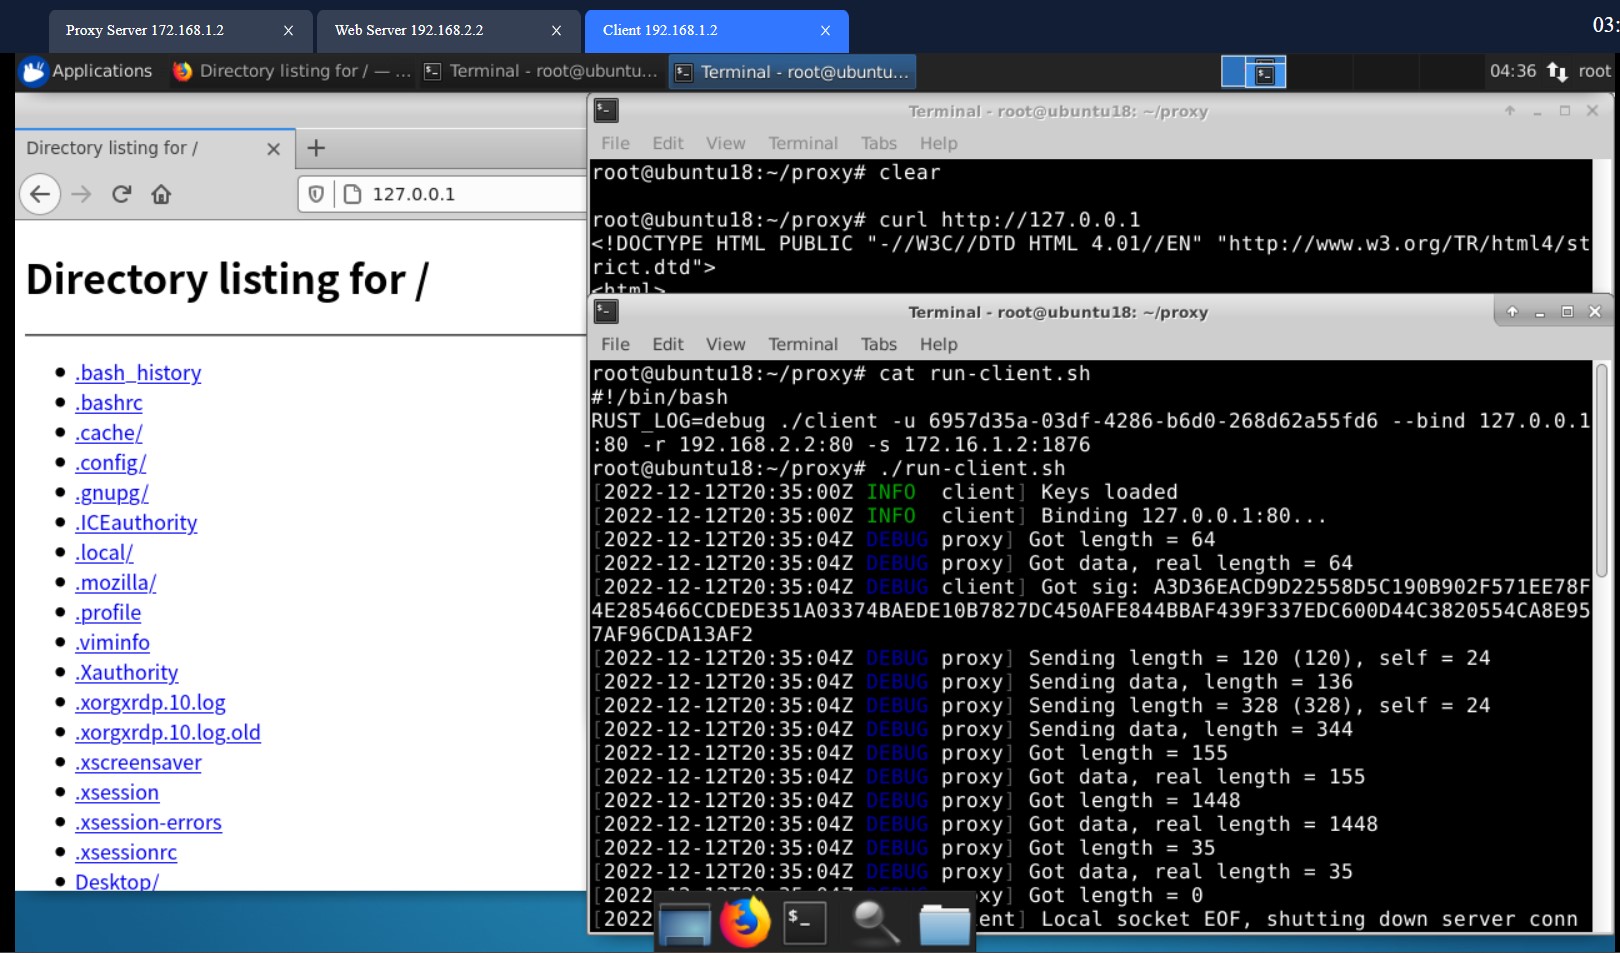 Proxy Server 172.168.1.2 X Web Server 192.168.2.2 X Client 192.168.1.2 X 03:
Applications Directory listing for / — ... Terminal - root@ubuntu... Terminal - root@ubuntu... 04:36 root
Directory listing for /
127.0.0.1
Directory listing for /
.bash_history
.bashrc
.cache/
.config/
.gnupg/
.ICEauthority
.local/
.mozilla/
.profile
.viminfo
.Xauthority
.xorgxrdp.10.log
.xorgxrdp.10.log.old
.xscreensaver
.xsession
.xsession-errors
.xsessionrc
Desktop/
Terminal - root@ubuntu18: ~/proxy
File Edit View Terminal Tabs Help
root@ubuntu18:~/proxy# clear
root@ubuntu18:~/proxy# curl http://127.0.0.1
<!DOCTYPE HTML PUBLIC "-//W3C//DTD HTML 4.01//EN" "http://www.w3.org/TR/html4/st
rict.dtd">
<html>
Terminal - root@ubuntu18: ~/proxy
File Edit View Terminal Tabs Help
root@ubuntu18:~/proxy# cat run-client.sh
#!/bin/bash
RUST_LOG=debug ./client -u 6957d35a-03df-4286-b6d0-268d62a55fd6 --bind 127.0.0.1
:80 -r 192.168.2.2:80 -s 172.16.1.2:1876
root@ubuntu18:~/proxy# ./run-client.sh
[2022-12-12T20:35:00Z INFO  client] Keys loaded
[2022-12-12T20:35:00Z INFO  client] Binding 127.0.0.1:80...
[2022-12-12T20:35:04Z DEBUG proxy] Got length = 64
[2022-12-12T20:35:04Z DEBUG proxy] Got data, real length = 64
[2022-12-12T20:35:04Z DEBUG client] Got sig: A3D36EACD9D22558D5C190B902F571EE78F
4E285466CCDEDE351A03374BAEDE10B7827DC450AFE844BBAF439F337EDC600D44C3820554CA8E95
7AF96CDA13AF2
[2022-12-12T20:35:04Z DEBUG proxy] Sending length = 120 (120), self = 24
[2022-12-12T20:35:04Z DEBUG proxy] Sending data, length = 136
[2022-12-12T20:35:04Z DEBUG proxy] Sending length = 328 (328), self = 24
[2022-12-12T20:35:04Z DEBUG proxy] Sending data, length = 344
[2022-12-12T20:35:04Z DEBUG proxy] Got length = 155
[2022-12-12T20:35:04Z DEBUG proxy] Got data, real length = 155
[2022-12-12T20:35:04Z DEBUG proxy] Got length = 1448
[2022-12-12T20:35:04Z DEBUG proxy] Got data, real length = 1448
[2022-12-12T20:35:04Z DEBUG proxy] Got length = 35
[2022-12-12T20:35:04Z DEBUG proxy] Got data, real length = 35
[2022 xy] Got length = 0
[2022 ent] Local socket EOF, shutting down server conn